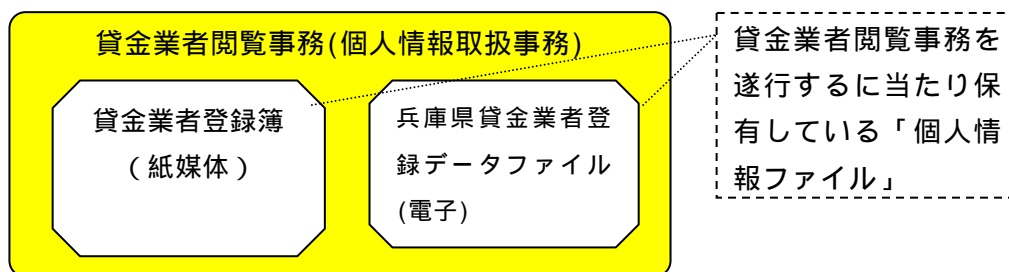 貸金業者閲覧事務(個人情報取扱事務)
貸金業者登録簿
（紙媒体）
兵庫県貸金業者登
録データファイル
(電子)
貸金業者閲覧事務を
遂行するに当たり保
有している「個人情
報ファイル」